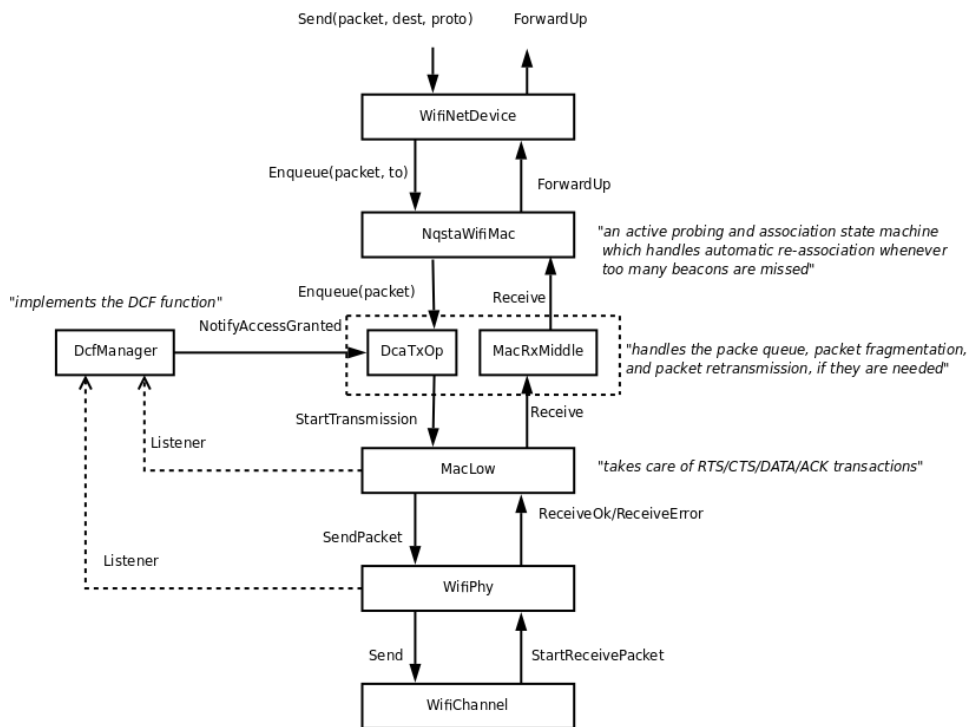 Send(packet, dest, proto)
ForwardUp
WifiNetDevice
Enqueue(packet, to)
ForwardUp
NqstaWifiMac
"an active probing and association state machine
which handles automatic re-association whenever
too many beacons are missed"
Enqueue(packet)
Receive
"implements the DCF function"
NotifyAccessGranted
DcfManager
DcaTxOp
MacRxMiddle
"handles the packe queue, packet fragmentation,
and packet retransmission, if they are needed"
StartTransmission
Receive
Listener
MacLow
"takes care of RTS/CTS/DATA/ACK transactions"
ReceiveOk/ReceiveError
SendPacket
Listener
WifiPhy
Send
StartReceivePacket
WifiChannel